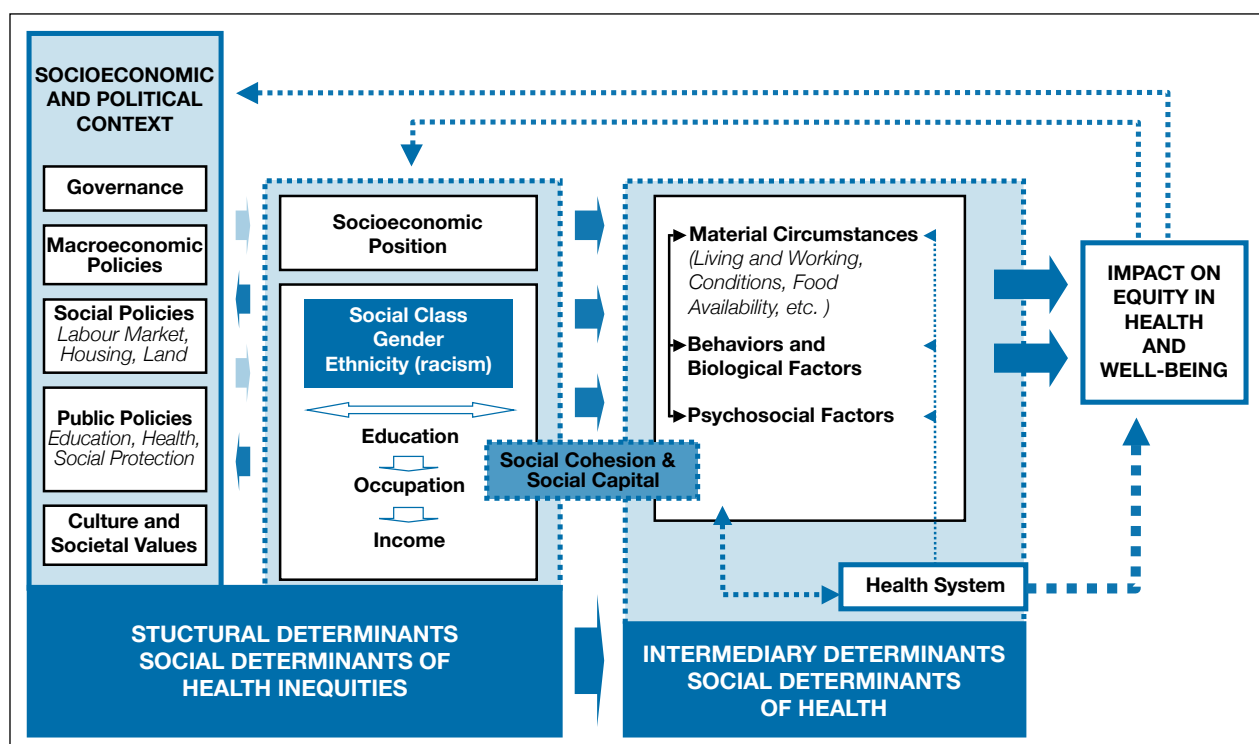 SOCIOECONOMIC
AND POLITICAL
CONTEXT
Governance
Macroeconomic
Policies
Social Policies
Labour Market,
Housing, Land
Public Policies
Education, Health,
Social Protection
Culture and
Societal Values
Socioeconomic
Position
Social Class
Gender
Ethnicity (racism)
Education
Occupation
Income
Social Cohesion &
Social Capital
Material Circumstances
(Living and Working,
Conditions, Food
Availability, etc. )
Behaviors and
Biological Factors
Psychosocial Factors
Health System
IMPACT ON
EQUITY IN
HEALTH
AND
WELL-BEING
STUCTURAL DETERMINANTS
SOCIAL DETERMINANTS OF
HEALTH INEQUITIES
INTERMEDIARY DETERMINANTS
SOCIAL DETERMINANTS
OF HEALTH